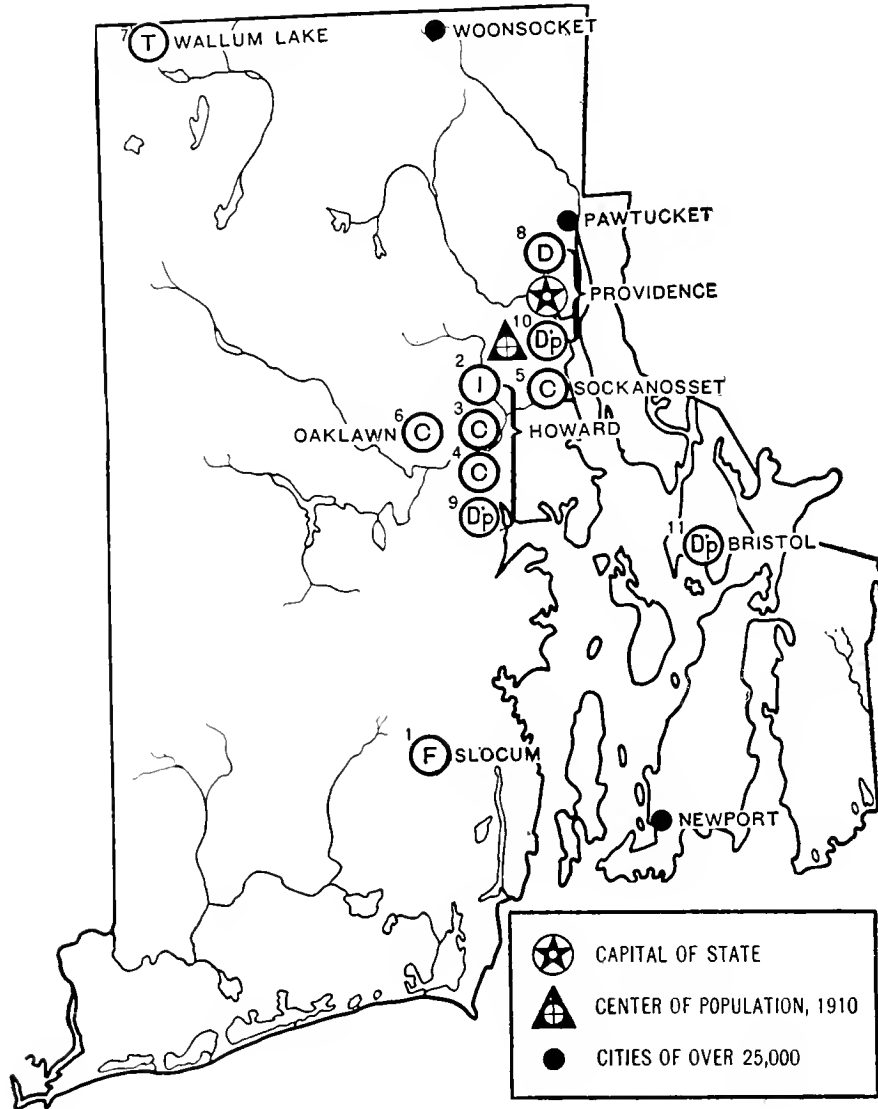 7 T WALLUM LAKE
WOONSOCKET
PAWTUCKET
8 D
PROVIDENCE
10 D'p
2 I
5 C SOCKANOSSET
6 OAKLAWN C
3 C
HOWARD
4 C
9 D'p
11 D'p BRISTOL
1 F SLOCUM
NEWPORT
CAPITAL OF STATE
CENTER OF POPULATION, 1910
CITIES OF OVER 25,000